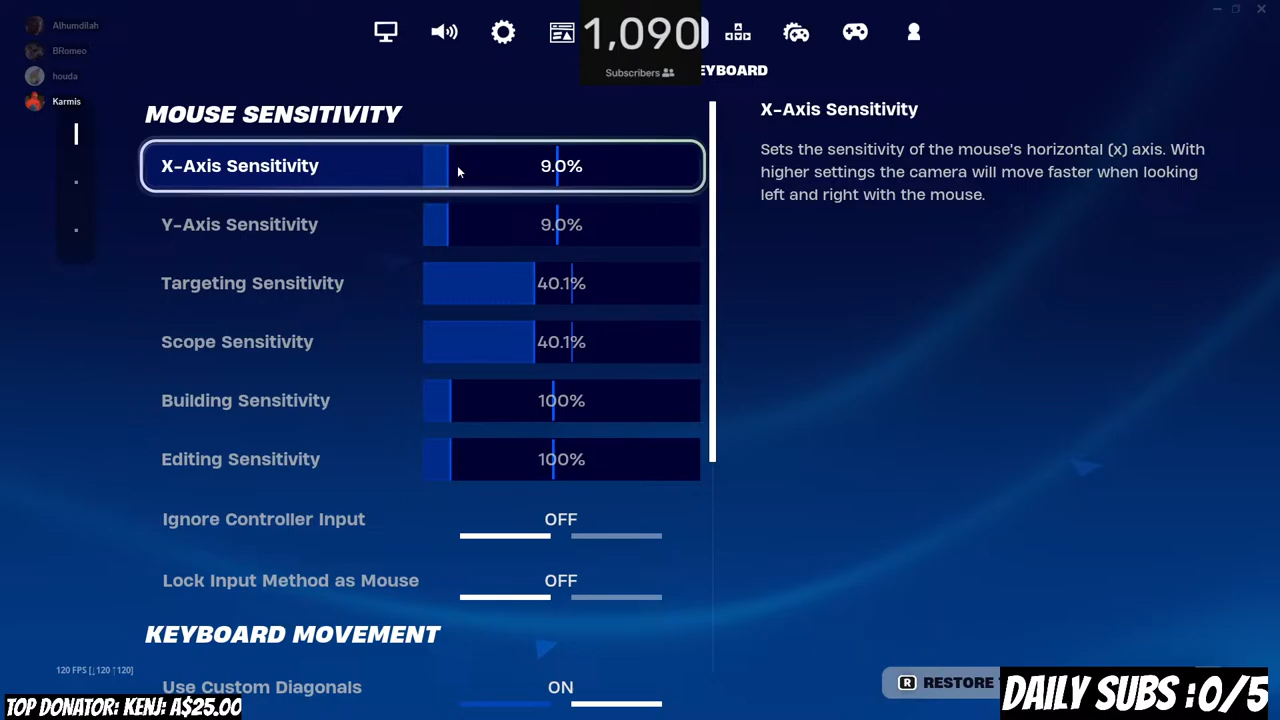 Alhumdilah
BRomeo
houda
Karmis
1,090
Subscribers
EYBOARD
MOUSE SENSITIVITY
X-Axis Sensitivity 9.0%
Y-Axis Sensitivity 9.0%
Targeting Sensitivity 40.1%
Scope Sensitivity 40.1%
Building Sensitivity 100%
Editing Sensitivity 100%
Ignore Controller Input OFF
Lock Input Method as Mouse OFF
KEYBOARD MOVEMENT
Use Custom Diagonals ON
X-Axis Sensitivity
Sets the sensitivity of the mouse's horizontal (x) axis. With
higher settings the camera will move faster when looking
left and right with the mouse.
120 FPS [↓120 ↑120]
TOP DONATOR: KENJ: A$25.00
R RESTORE
DAILY SUBS :0/5